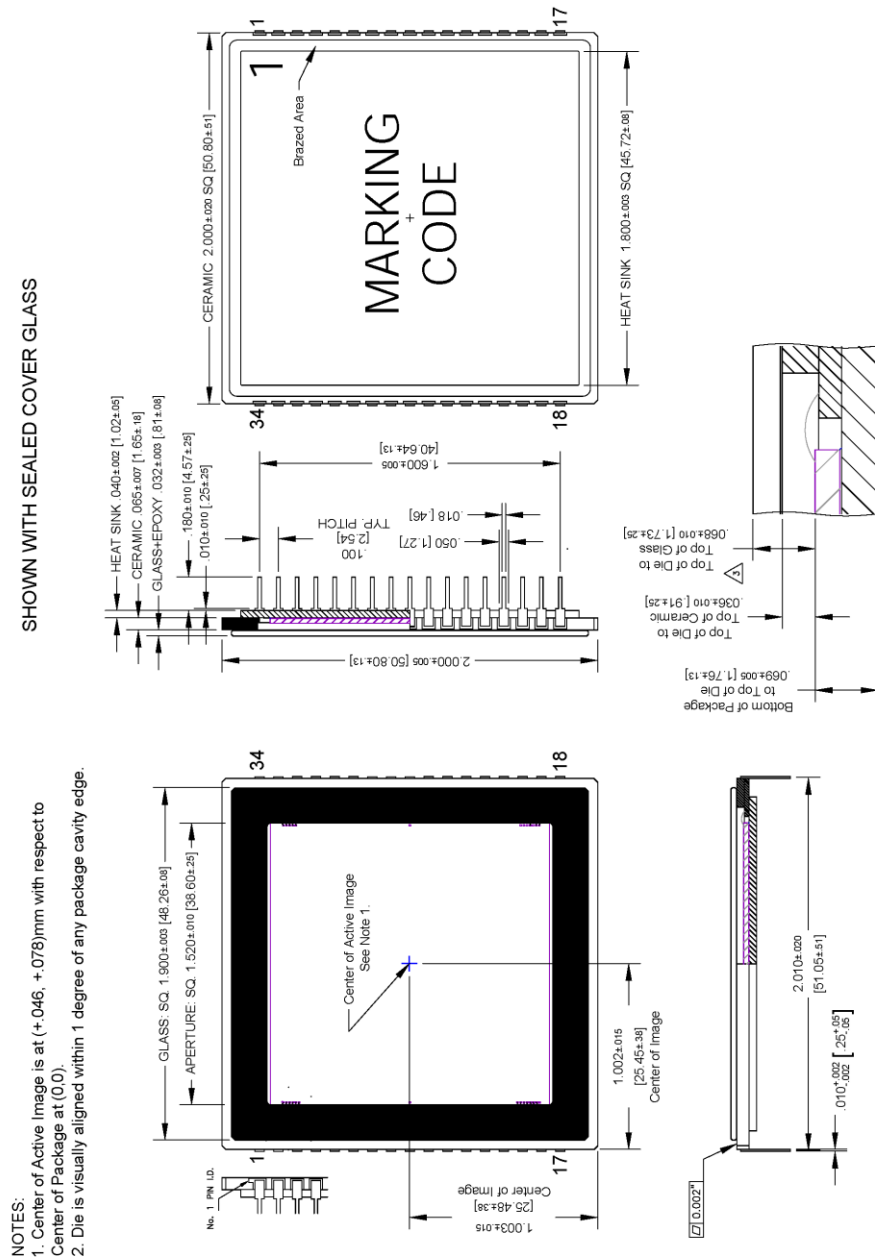 SHOWN WITH SEALED COVER GLASS
NOTES:
1. Center of Active Image is at (+.046, +.078)mm with respect to
Center of Package at (0,0).
2. Die is visually aligned within 1 degree of any package cavity edge.
GLASS: SQ. 1.900±.003 [48.26±.08]
APERTURE: SQ. 1.520±.010 [38.60±.25]
1
34
17
18
No. 1 PIN I.D.
Center of Active Image
See Note 1.
1.002±.015
[25.45±.38]
Center of Image
1.003±.015
[25.48±.38]
Center of Image
HEAT SINK .040±.002 [1.02±.05]
CERAMIC .065±.007 [1.65±.18]
GLASS+EPOXY .032±.003 [.81±.08]
.180±.010 [4.57±.25]
.010±.010 [.25±.25]
2.000±.005 [50.80±.13]
.100
[2.54]
TYP. PITCH
.018 [.46]
.050 [1.27]
1.600±.005
[40.64±.13]
CERAMIC 2.000±.020 SQ [50.80±.51]
34
1
18
17
1
Brazed Area
MARKING
+
CODE
HEAT SINK 1.800±.003 SQ [45.72±.08]
⏥ 0.002"
2.010±.020
[51.05±.51]
.010+.002-.002 [.25+.05-.05]
Bottom of Package
to Top of Die
.069±.005 [1.76±.13]
Top of Die to
Top of Ceramic
.036±.010 [.91±.25]
3
Top of Die to
Top of Glass
.068±.010 [1.73±.25]